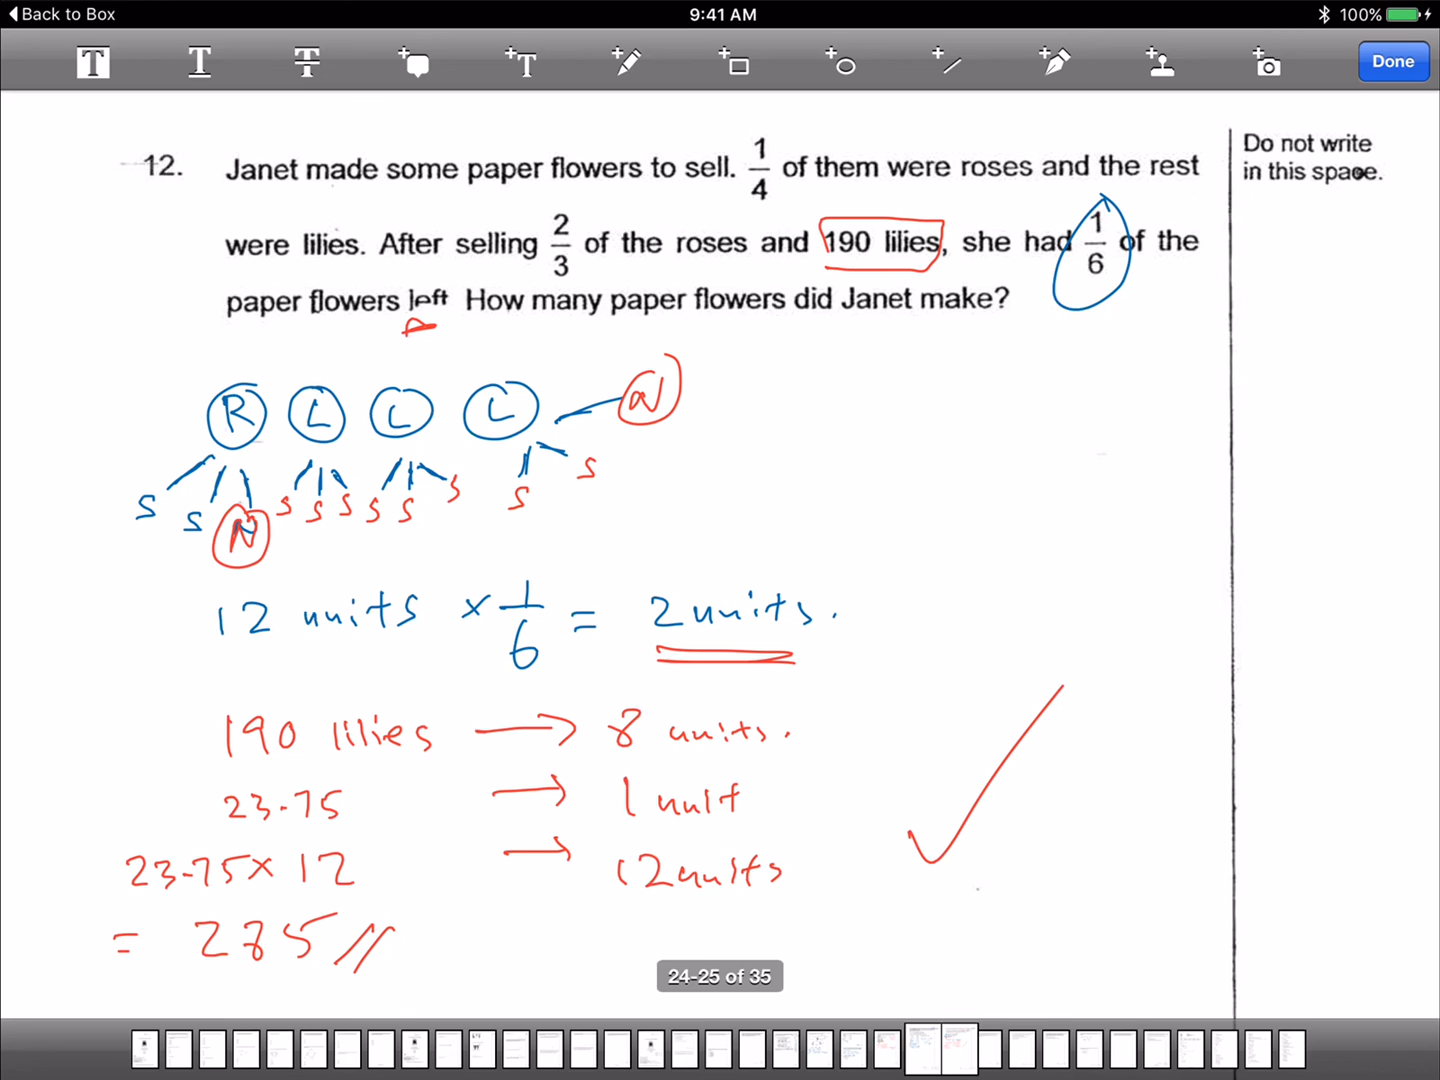 Back to Box
9:41 AM
100%
T T T T
Done
12. Janet made some paper flowers to sell. 1/4 of them were roses and the rest
were lilies. After selling 2/3 of the roses and 190 lilies, she had 1/6 of the
paper flowers left How many paper flowers did Janet make?
Do not write
in this space.
R L L L N
S S N S S S S S S S S
12 units × 1/6 = 2 units.
190 lilies → 8 units.
23.75 → 1 unit
23.75 × 12 → 12 units
= 285 //
24-25 of 35